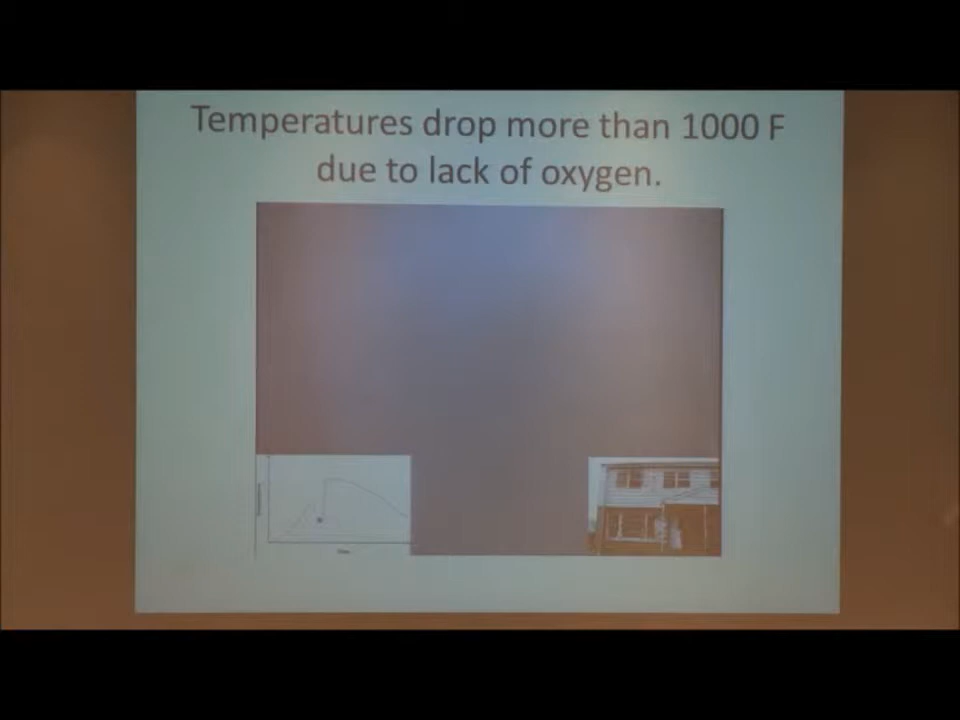 Temperatures drop more than 1000 F
due to lack of oxygen.